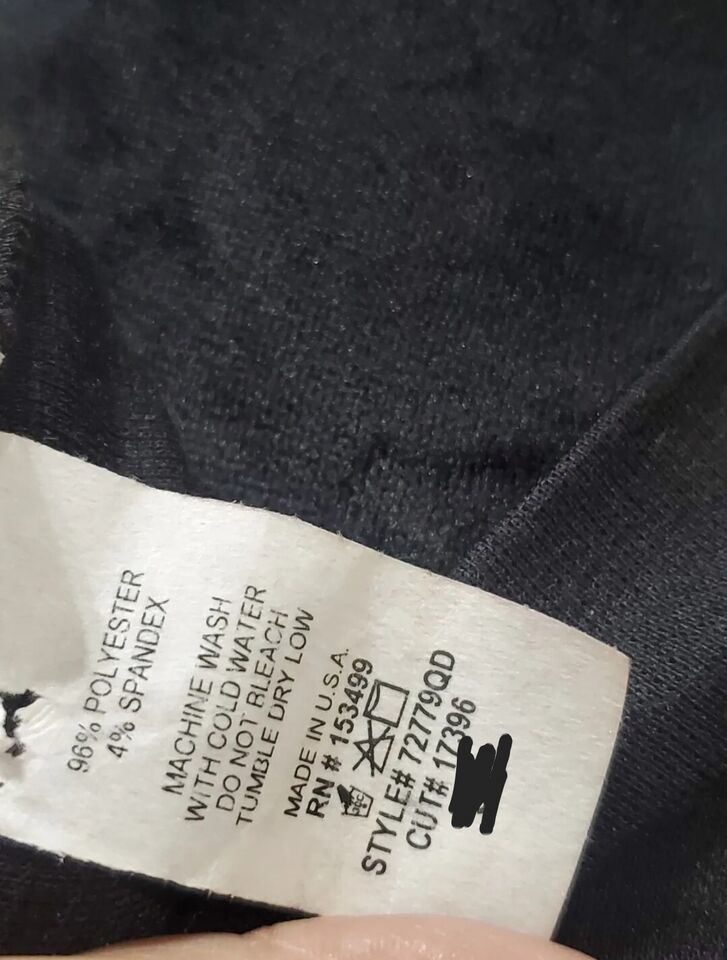 96% POLYESTER
4% SPANDEX
MACHINE WASH
WITH COLD WATER
DO NOT BLEACH
TUMBLE DRY LOW
MADE IN U.S.A.
RN # 153499
STYLE# 72779QD
CUT# 17396